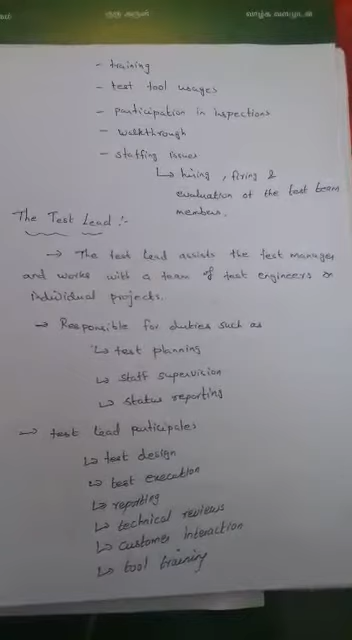 குரு அருள்
வாழ்க வளமுடன்
- training
- test tool usages
- participation in inspections
- walkthrough
- staffing issues
↳ hiring, firing &
evaluation of the test team
members.
The Test Lead :-
→ The test lead assists the test manager
and works with a team of test engineers on
individual projects.
→ Responsible for duties such as
↳ test planning
↳ staff supervision
↳ status reporting
→ test lead participates
↳ test design
↳ test execution
↳ reporting
↳ technical reviews
↳ customer interaction
↳ tool training